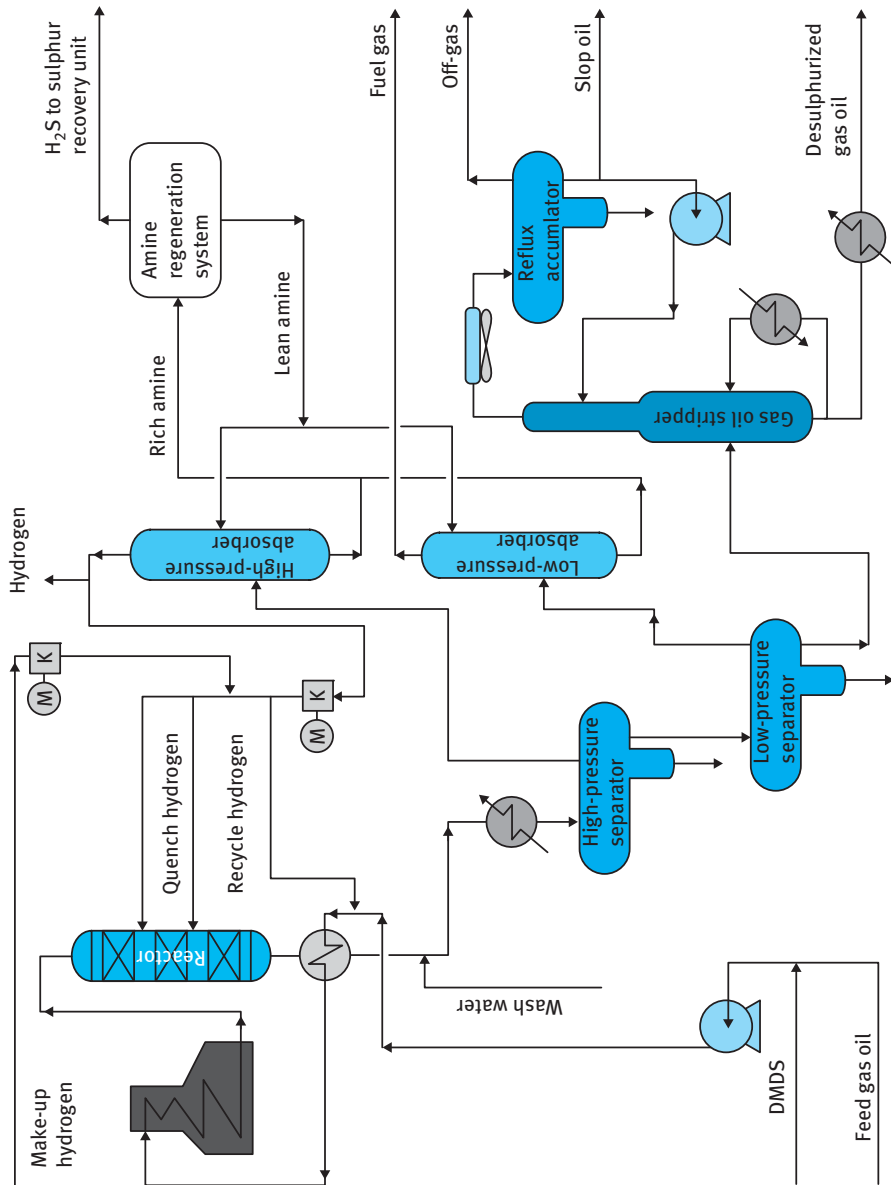 H₂S to sulphur
recovery unit
Fuel gas
Off-gas
Slop oil
Desulphurized
gas oil
Amine
regeneration
system
Reflux
accumlator
Rich amine
Lean amine
Gas oil stripper
Hydrogen
High-pressure
absorber
Low-pressure
absorber
K
M
K
M
Quench hydrogen
Recycle hydrogen
High-pressure
separator
Low-pressure
separator
Reactor
Wash water
Make-up
hydrogen
DMDS
Feed gas oil